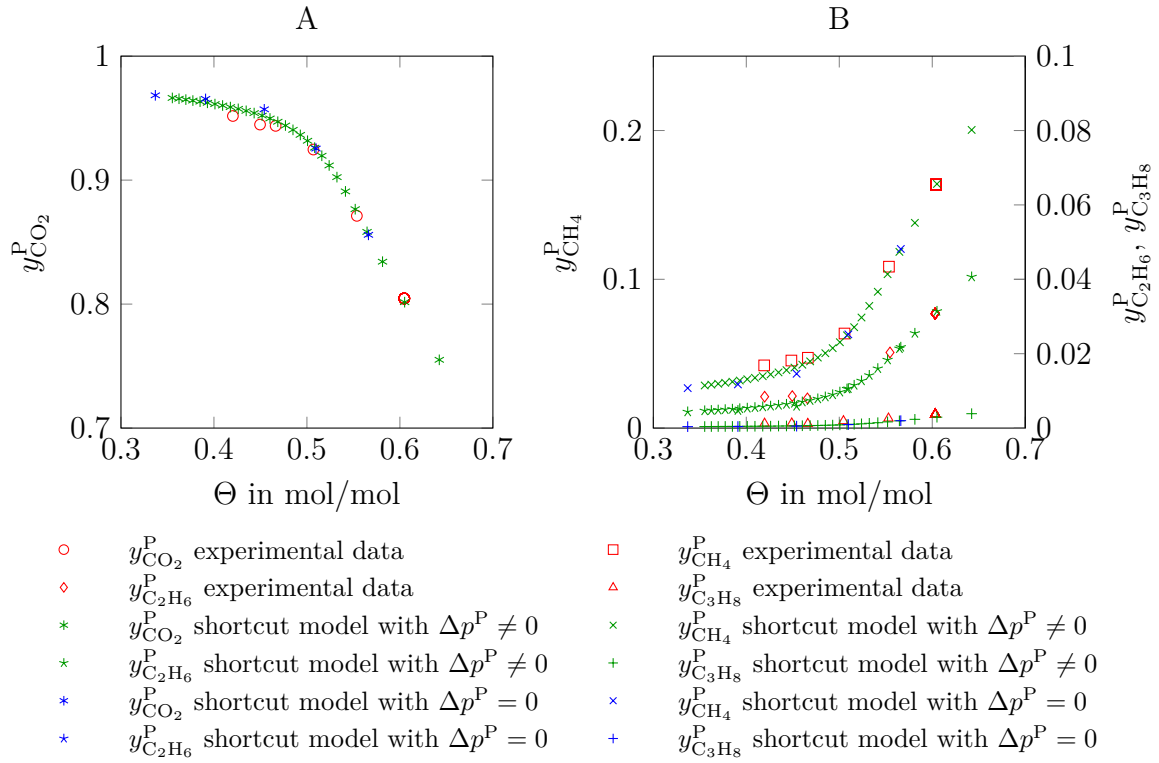 A
B
1
0.9
0.8
0.7
0.3 0.4 0.5 0.6 0.7
y^P_CO2
Θ in mol/mol
0.2
0.1
0
0.3 0.4 0.5 0.6 0.7
y^P_CH4
Θ in mol/mol
0.1
0.08
0.06
0.04
0.02
0
y^P_C2H6, y^P_C3H8
y^P_CO2 experimental data
y^P_CH4 experimental data
y^P_C2H6 experimental data
y^P_C3H8 experimental data
y^P_CO2 shortcut model with Δp^P ≠ 0
y^P_CH4 shortcut model with Δp^P ≠ 0
y^P_C2H6 shortcut model with Δp^P ≠ 0
y^P_C3H8 shortcut model with Δp^P ≠ 0
y^P_CO2 shortcut model with Δp^P = 0
y^P_CH4 shortcut model with Δp^P = 0
y^P_C2H6 shortcut model with Δp^P = 0
y^P_C3H8 shortcut model with Δp^P = 0